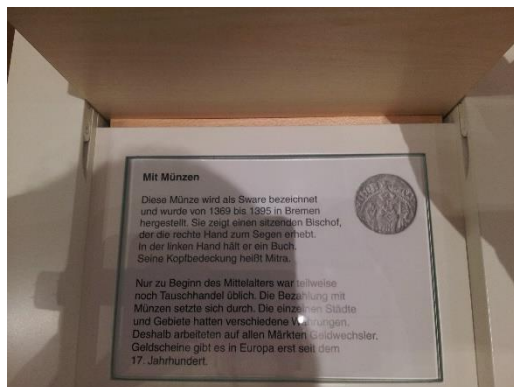 Mit Münzen
Diese Münze wird als Sware bezeichnet
und wurde von 1369 bis 1395 in Bremen
hergestellt. Sie zeigt einen sitzenden Bischof,
der die rechte Hand zum Segen erhebt.
In der linken Hand hält er ein Buch.
Seine Kopfbedeckung heißt Mitra.
Nur zu Beginn des Mittelalters war teilweise
noch Tauschhandel üblich. Die Bezahlung mit
Münzen setzte sich durch. Die einzelnen Städte
und Gebiete hatten verschiedene Währungen.
Deshalb arbeiteten auf allen Märkten Geldwechsler.
Geldscheine gibt es in Europa erst seit dem
17. Jahrhundert.